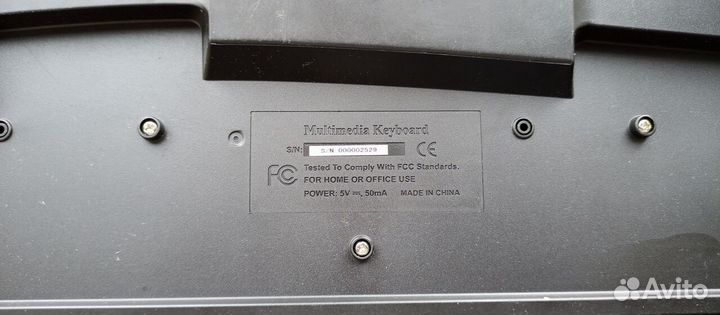 Multimedia Keyboard
S/N: S/N 000002529 CE
FC Tested To Comply With FCC Standards.
FOR HOME OR OFFICE USE
POWER: 5V⎓, 50mA MADE IN CHINA
Avito